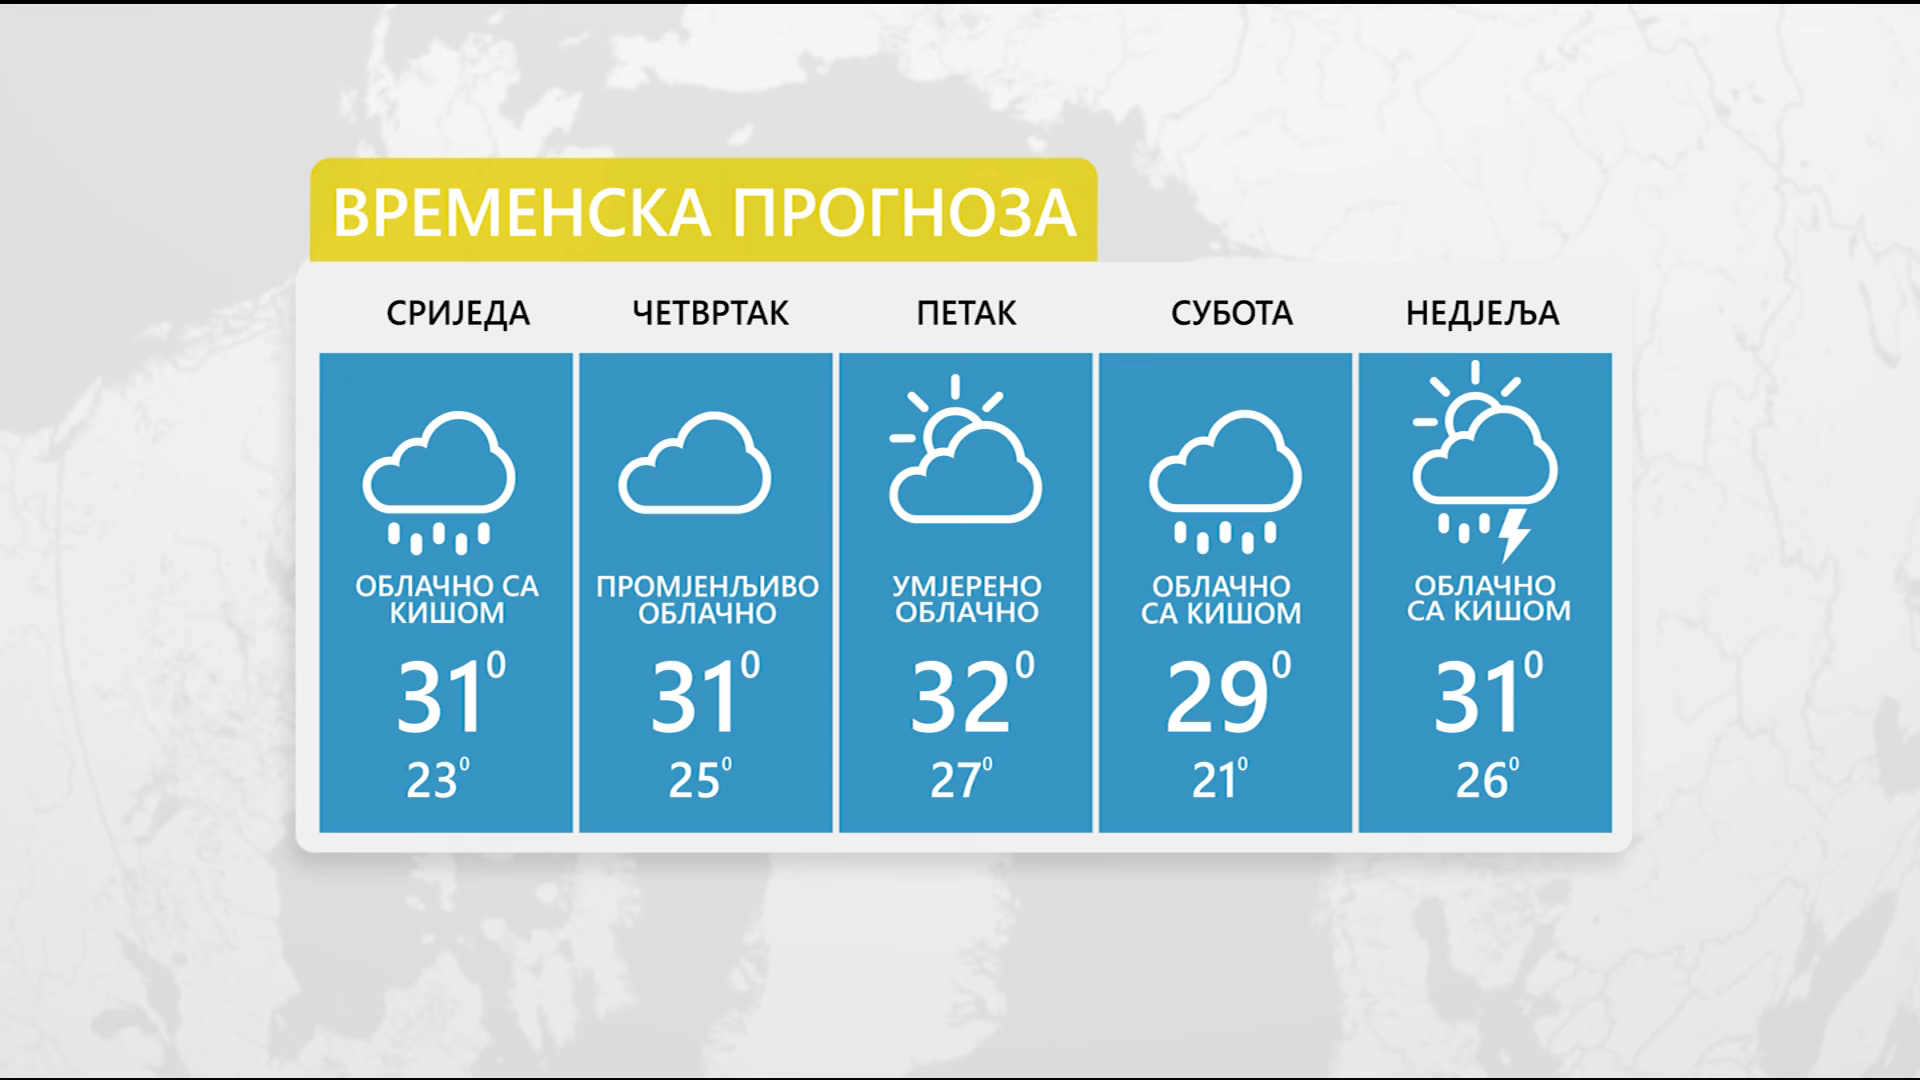 ВРЕМЕНСКА ПРОГНОЗА
СРИЈЕДА ЧЕТВРТАК ПЕТАК СУБОТА НЕДЈЕЉА
ОБЛАЧНО СА
КИШОМ
31⁰
23⁰
ПРОМЈЕНЉИВО
ОБЛАЧНО
31⁰
25⁰
УМЈЕРЕНО
ОБЛАЧНО
32⁰
27⁰
ОБЛАЧНО
СА КИШОМ
29⁰
21⁰
ОБЛАЧНО
СА КИШОМ
31⁰
26⁰